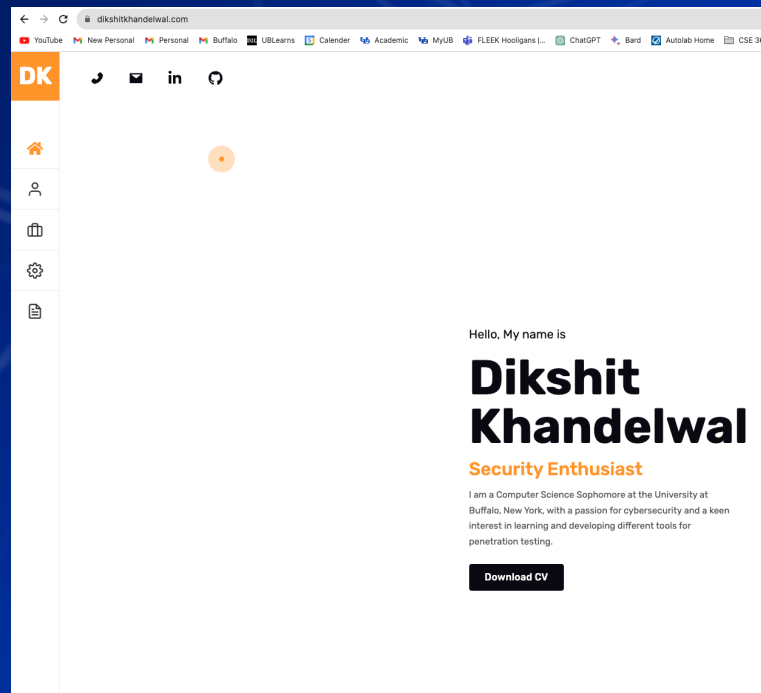 dikshitkhandelwal.com
YouTube New Personal Personal Buffalo UBLearns Calender Academic MyUB FLEEK Hooligans |... ChatGPT Bard Autolab Home CSE
DK
in
Hello, My name is
Dikshit
Khandelwal
Security Enthusiast
I am a Computer Science Sophomore at the University at
Buffalo, New York, with a passion for cybersecurity and a keen
interest in learning and developing different tools for
penetration testing.
Download CV